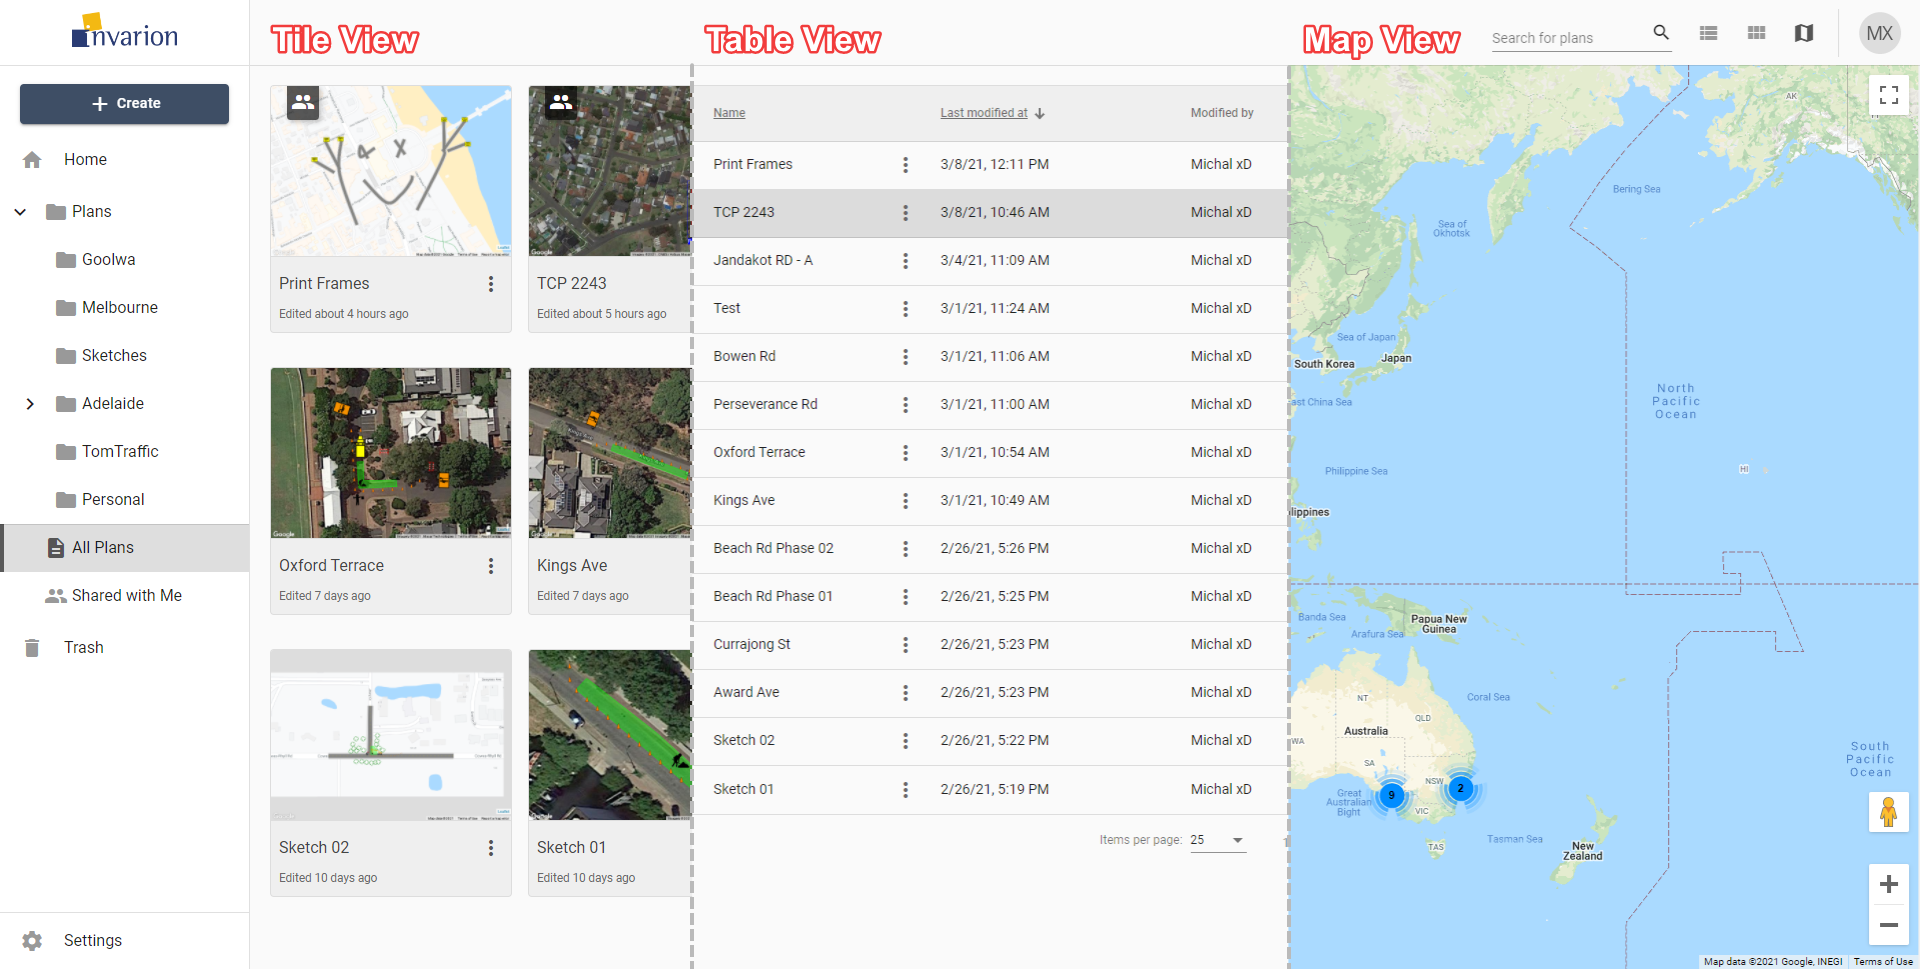 invarion
Create
Home
Plans
Goolwa
Melbourne
Sketches
Adelaide
TomTraffic
Personal
All Plans
Shared with Me
Trash
Settings
Tile View
Print Frames
Edited about 4 hours ago
TCP 2243
Edited about 5 hours ago
Oxford Terrace
Edited 7 days ago
Kings Ave
Edited 7 days ago
Sketch 02
Edited 10 days ago
Sketch 01
Edited 10 days ago
Table View
Name Last modified at Modified by
Print Frames 3/8/21, 12:11 PM Michal xD
TCP 2243 3/8/21, 10:46 AM Michal xD
Jandakot RD - A 3/4/21, 11:09 AM Michal xD
Test 3/1/21, 11:24 AM Michal xD
Bowen Rd 3/1/21, 11:06 AM Michal xD
Perseverance Rd 3/1/21, 11:00 AM Michal xD
Oxford Terrace 3/1/21, 10:54 AM Michal xD
Kings Ave 3/1/21, 10:49 AM Michal xD
Beach Rd Phase 02 2/26/21, 5:26 PM Michal xD
Beach Rd Phase 01 2/26/21, 5:25 PM Michal xD
Currajong St 2/26/21, 5:23 PM Michal xD
Award Ave 2/26/21, 5:23 PM Michal xD
Sketch 02 2/26/21, 5:22 PM Michal xD
Sketch 01 2/26/21, 5:19 PM Michal xD
Items per page: 25
Map View
Search for plans
MX
AK
Bering Sea
Sea of
Okhotsk
Sea of Japan
Japan
South Korea
ast China Sea
North
Pacific
Ocean
HI
Philippine Sea
lippines
Banda Sea
Papua New
Guinea
Arafura Sea
Coral Sea
NT
QLD
Australia
WA
SA
NSW
VIC
Great
Australian
Bight
9
2
TAS
Tasman Sea
New
Zealand
South
Pacific
Ocean
Map data ©2021 Google, INEGI Terms of Use